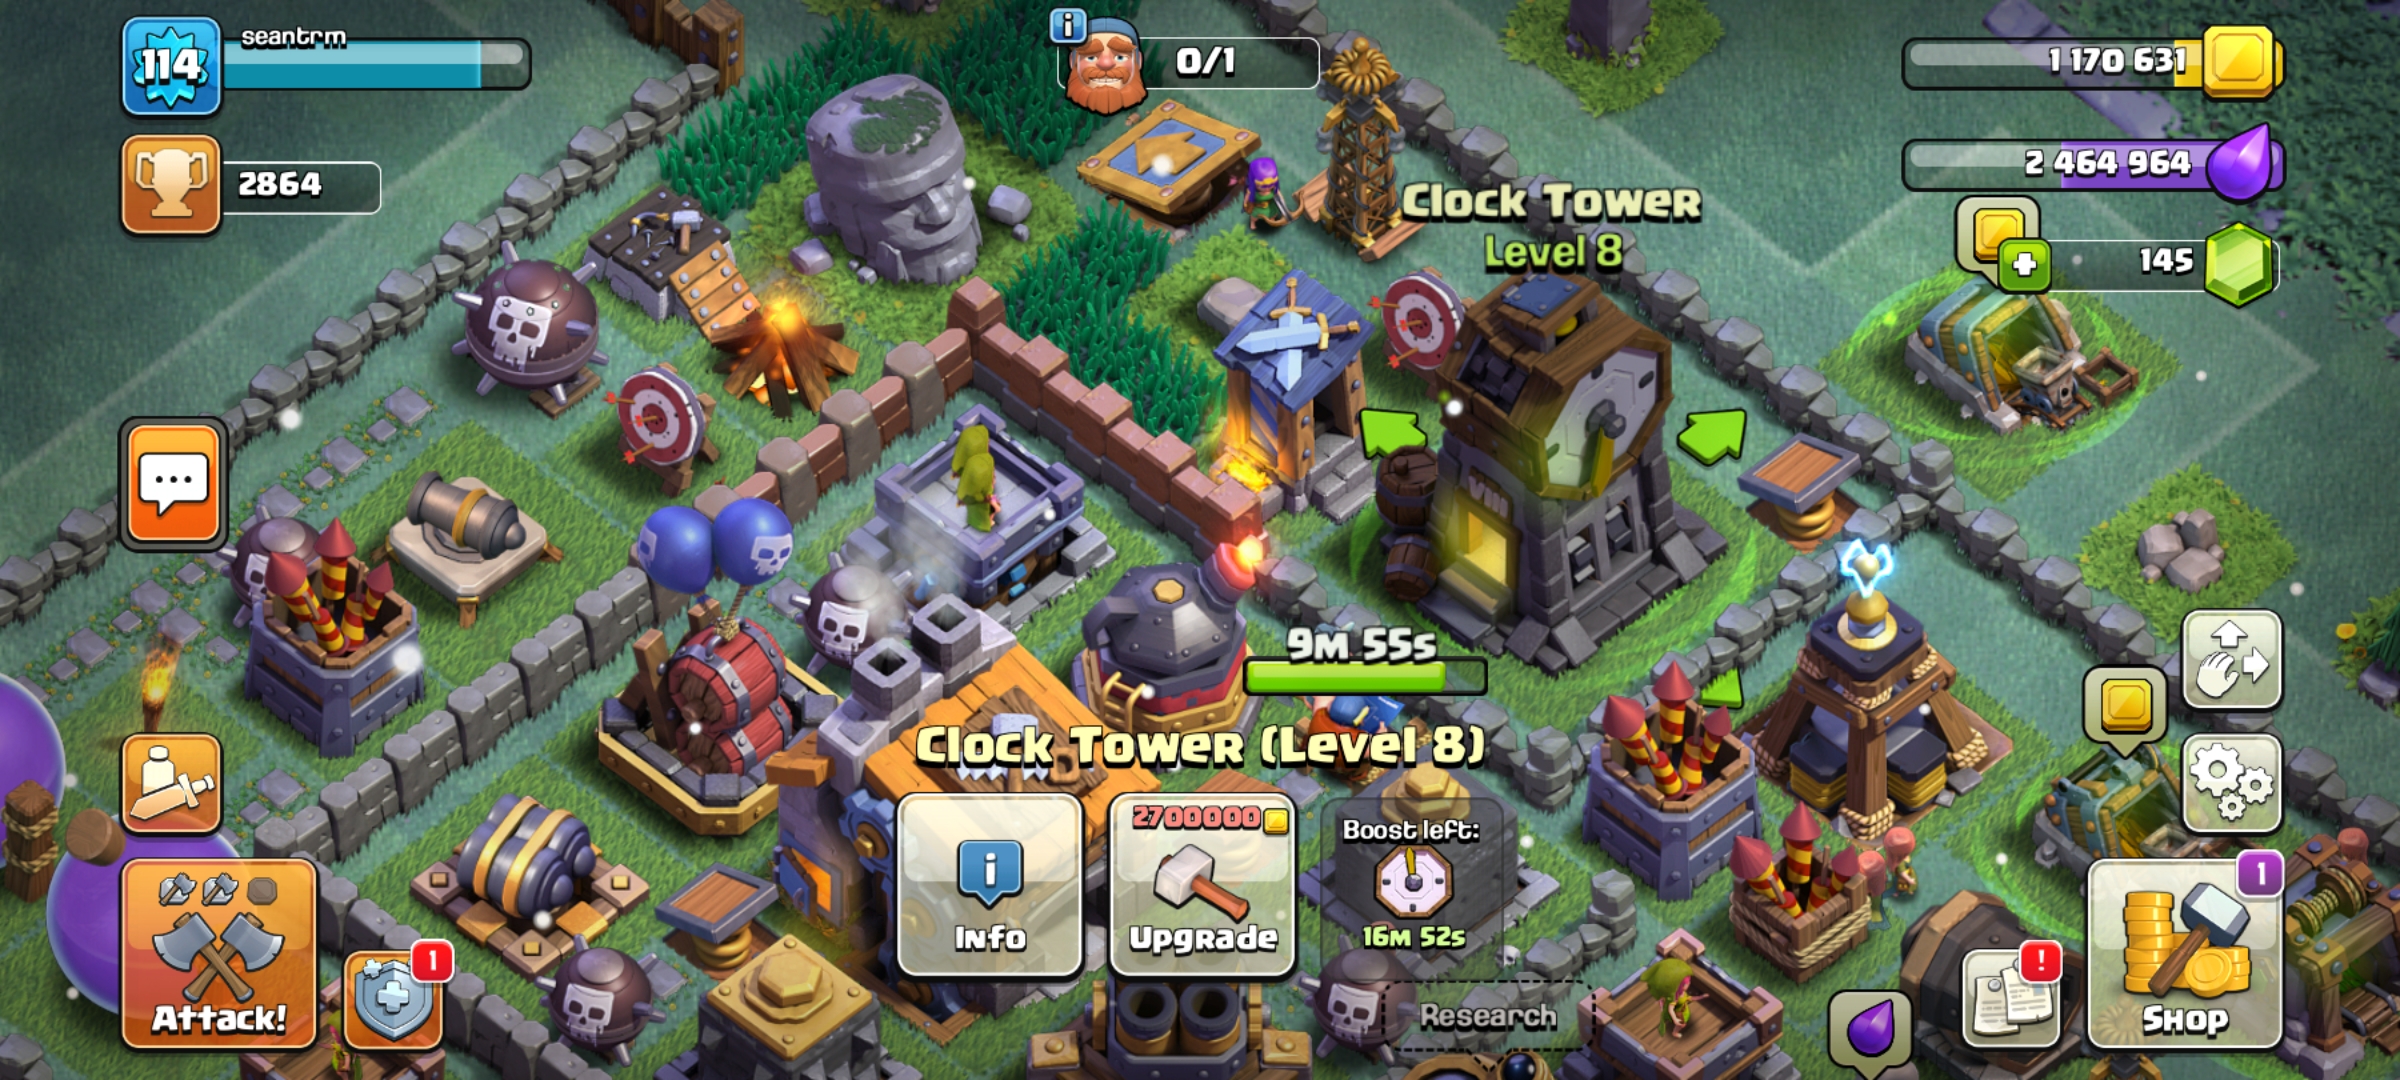 114
seantrm
0/1
1 170 631
2864
2 464 964
Clock Tower
Level 8
145
VIII
9m 55s
Clock Tower (Level 8)
2700000
Info
Upgrade
Boost left:
16m 52s
1
Attack!
1
Research
!
Shop